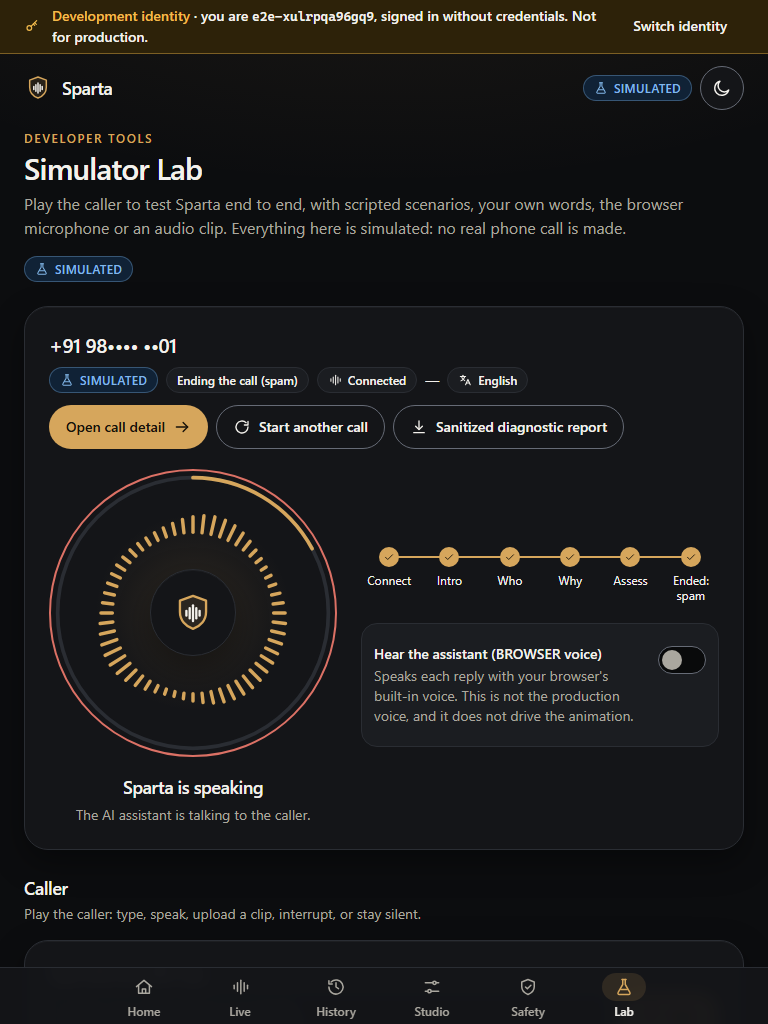 Development identity · you are e2e-xulrpqa96gq9, signed in without credentials. Not
for production.
Switch identity
Sparta
SIMULATED
DEVELOPER TOOLS
Simulator Lab
Play the caller to test Sparta end to end, with scripted scenarios, your own words, the browser
microphone or an audio clip. Everything here is simulated: no real phone call is made.
SIMULATED
+91 98•••• ••01
SIMULATED
Ending the call (spam)
Connected
—
English
Open call detail
Start another call
Sanitized diagnostic report
Connect
Intro
Who
Why
Assess
Ended:
spam
Hear the assistant (BROWSER voice)
Speaks each reply with your browser's
built-in voice. This is not the production
voice, and it does not drive the animation.
Sparta is speaking
The AI assistant is talking to the caller.
Caller
Play the caller: type, speak, upload a clip, interrupt, or stay silent.
Home
Live
History
Studio
Safety
Lab